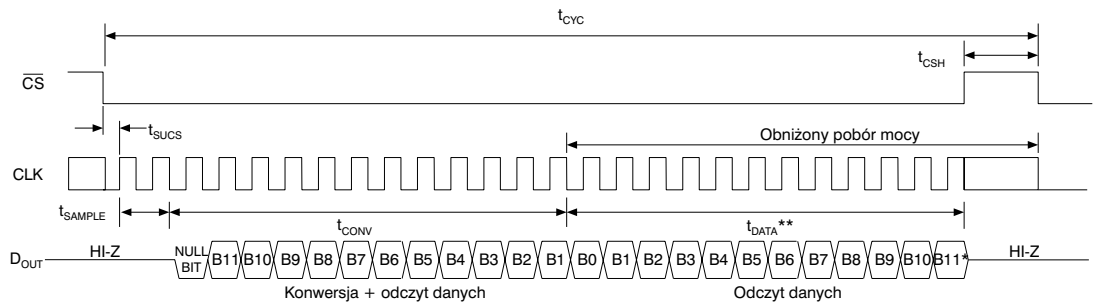 tCYC
tCSH
CS
tSUCS
Obniżony pobór mocy
CLK
tSAMPLE
tCONV
tDATA**
DOUT
HI-Z
NULL BIT
B11 B10 B9 B8 B7 B6 B5 B4 B3 B2 B1 B0 B1 B2 B3 B4 B5 B6 B7 B8 B9 B10 B11*
HI-Z
Konwersja + odczyt danych
Odczyt danych